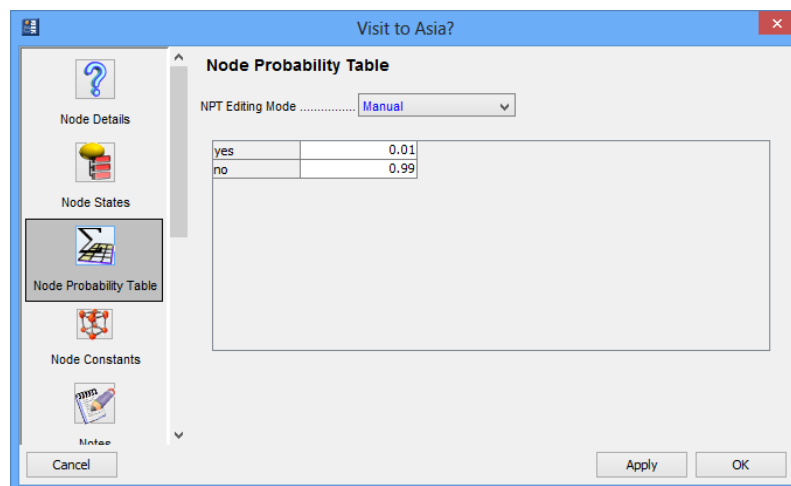 Visit to Asia?
Node Details
Node States
Node Probability Table
Node Constants
Notes
Node Probability Table
NPT Editing Mode ................ Manual
yes 0.01
no 0.99
Cancel Apply OK